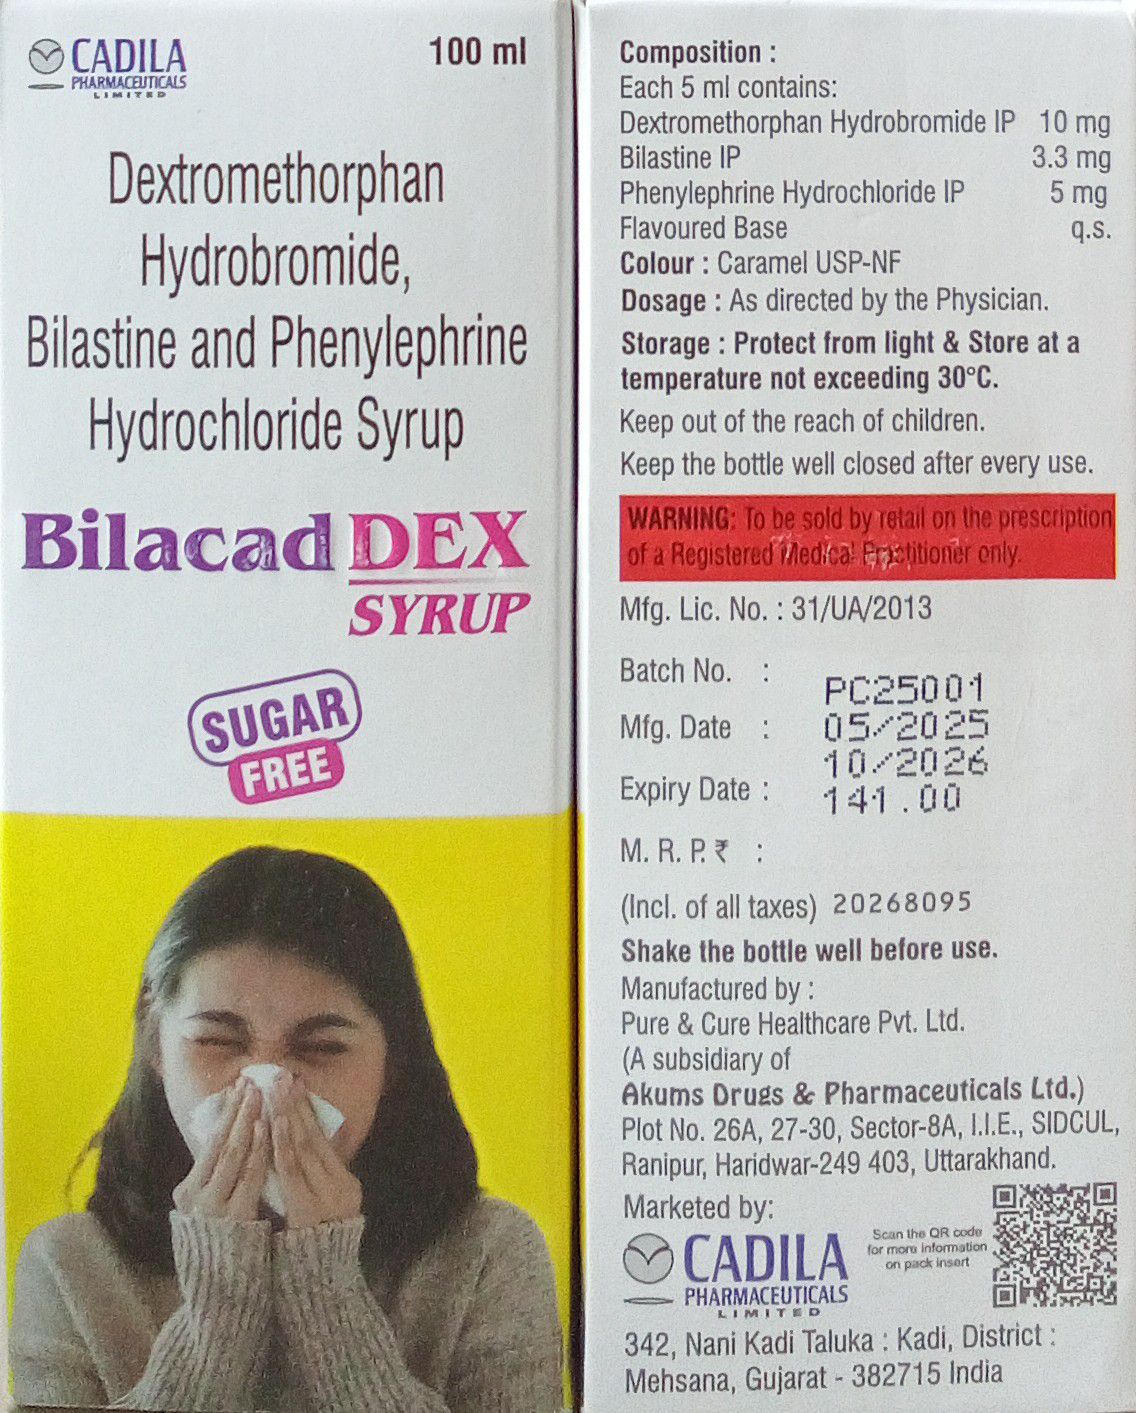 CADILA
PHARMACEUTICALS
LIMITED
100 ml
Dextromethorphan
Hydrobromide,
Bilastine and Phenylephrine
Hydrochloride Syrup
Bilacad DEX
SYRUP
SUGAR
FREE
Composition :
Each 5 ml contains:
Dextromethorphan Hydrobromide IP 10 mg
Bilastine IP 3.3 mg
Phenylephrine Hydrochloride IP 5 mg
Flavoured Base q.s.
Colour : Caramel USP-NF
Dosage : As directed by the Physician.
Storage : Protect from light & Store at a
temperature not exceeding 30°C.
Keep out of the reach of children.
Keep the bottle well closed after every use.
WARNING: To be sold by retail on the prescription
of a Registered Medical Practitioner only.
Mfg. Lic. No. : 31/UA/2013
Batch No. : PC25001
Mfg. Date : 05/2025
10/2026
Expiry Date : 141.00
M. R. P. ₹ :
(Incl. of all taxes) 20268095
Shake the bottle well before use.
Manufactured by :
Pure & Cure Healthcare Pvt. Ltd.
(A subsidiary of
Akums Drugs & Pharmaceuticals Ltd.)
Plot No. 26A, 27-30, Sector-8A, I.I.E., SIDCUL,
Ranipur, Haridwar-249 403, Uttarakhand.
Marketed by:
CADILA
PHARMACEUTICALS
LIMITED
Scan the QR code
for more information
on pack insert
342, Nani Kadi Taluka : Kadi, District :
Mehsana, Gujarat - 382715 India